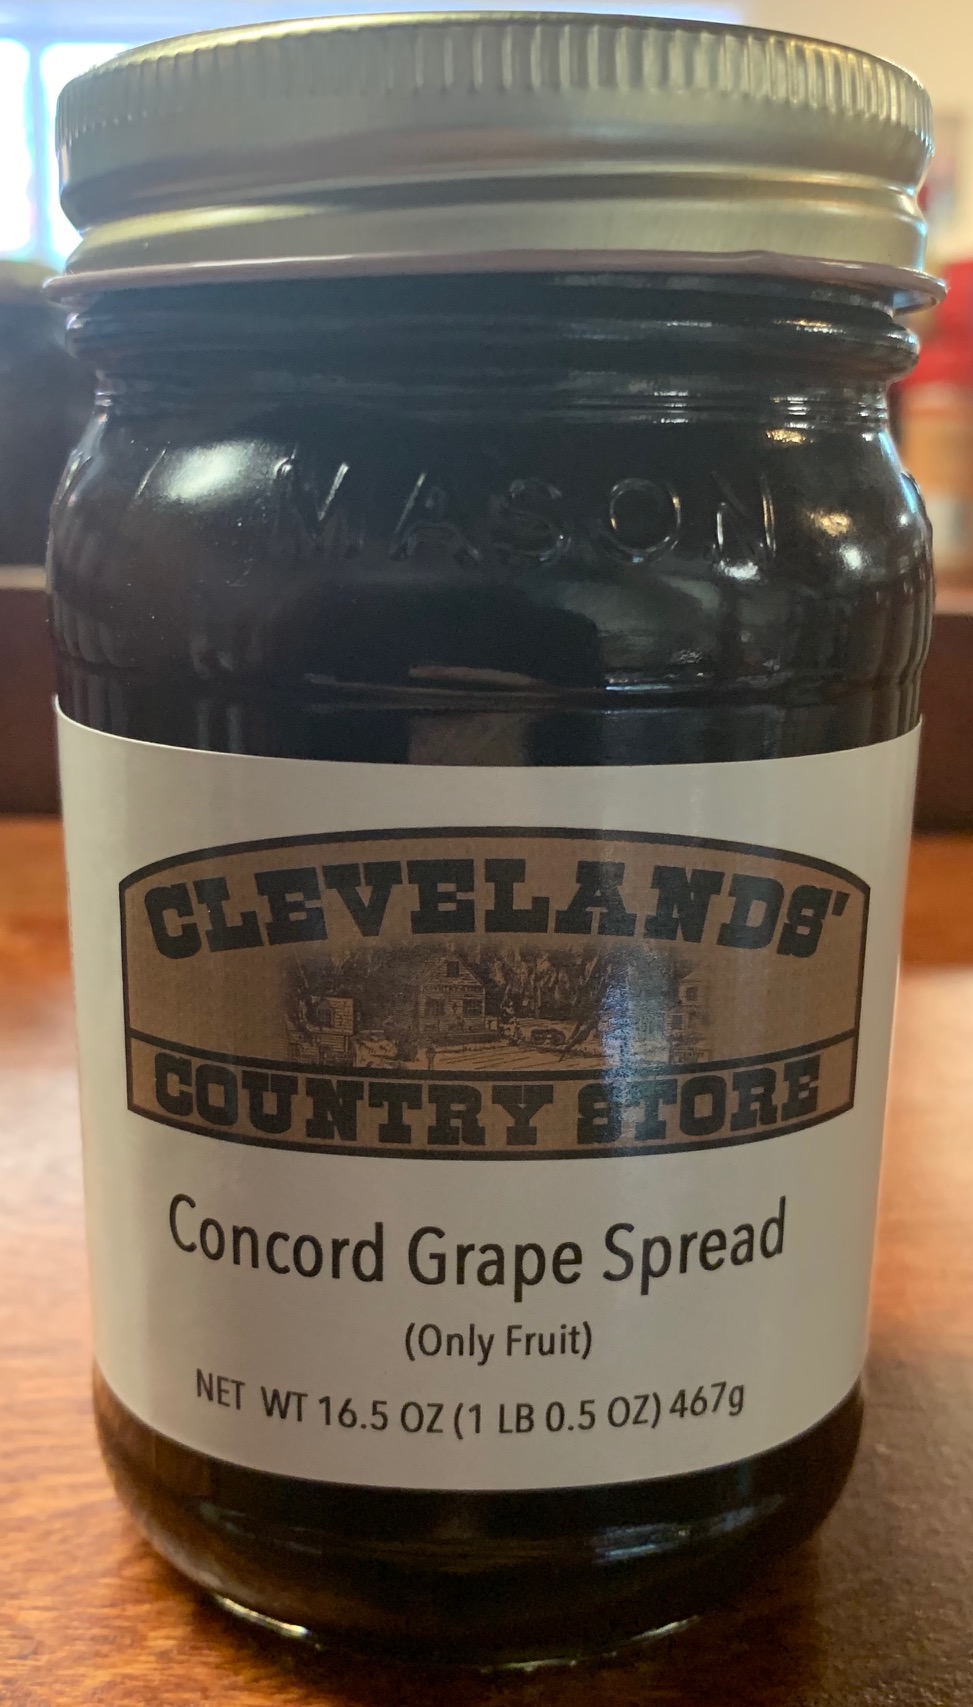 MASON
CLEVELANDS'
COUNTRY STORE
Concord Grape Spread
(Only Fruit)
NET WT 16.5 OZ (1 LB 0.5 OZ) 467g